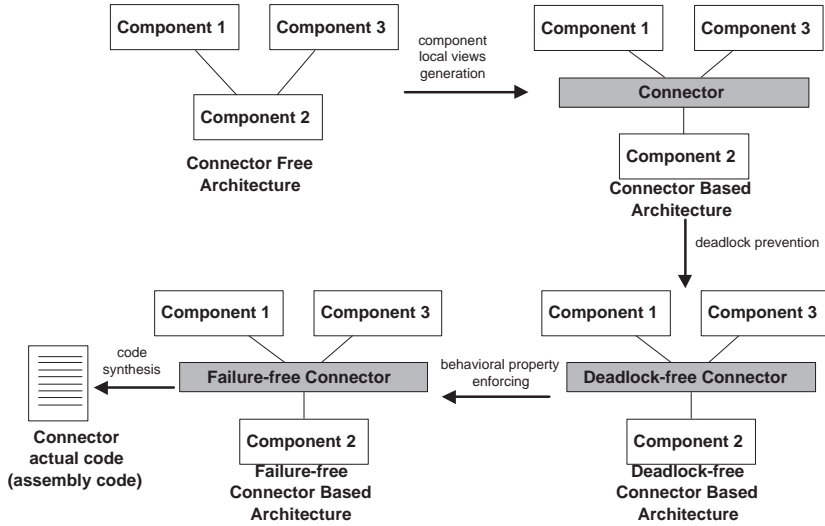 Component 1
Component 3
Component 2
Connector Free
Architecture
component
local views
generation
Component 1
Component 3
Connector
Component 2
Connector Based
Architecture
deadlock prevention
Component 1
Component 3
Deadlock-free Connector
Component 2
Deadlock-free
Connector Based
Architecture
behavioral property
enforcing
Component 1
Component 3
Failure-free Connector
Component 2
Failure-free
Connector Based
Architecture
code
synthesis
Connector
actual code
(assembly code)